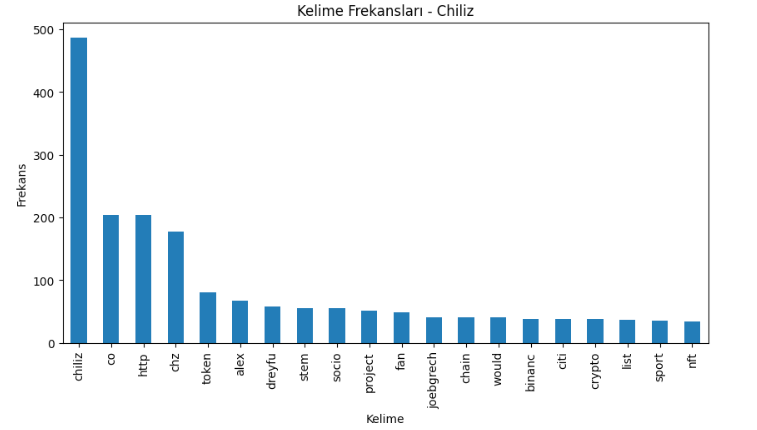 Kelime Frekansları - Chiliz
Frekans
500
400
300
200
100
0
chiliz
co
http
chz
token
alex
dreyfu
stem
socio
project
fan
joebgrech
chain
would
binanc
citi
crypto
list
sport
nft
Kelime